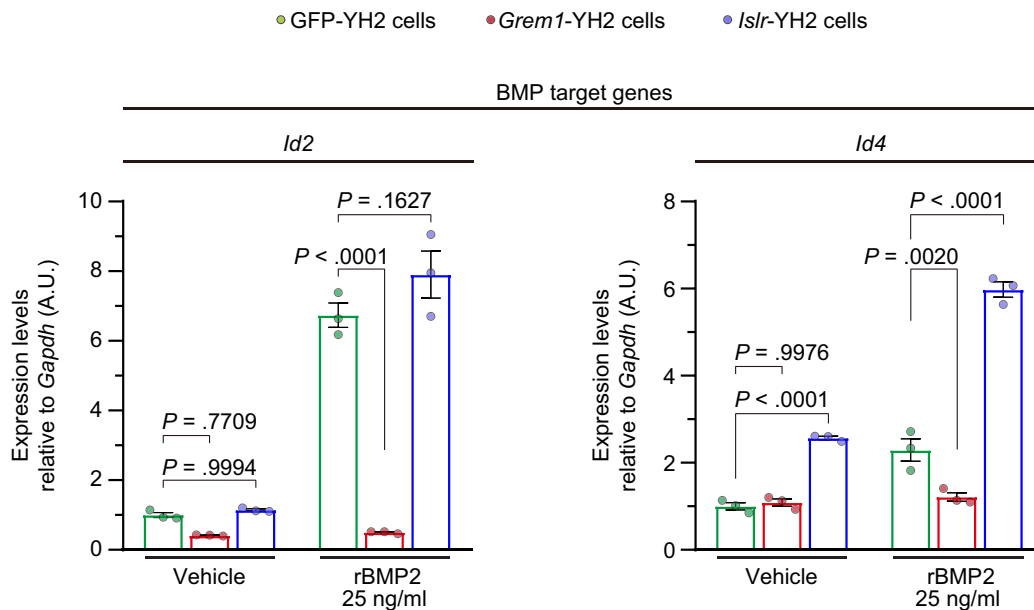 GFP-YH2 cells Grem1-YH2 cells Islr-YH2 cells
BMP target genes
Id2
Expression levels
relative to Gapdh (A.U.)
10
8
6
4
2
0
P = .1627
P < .0001
P = .7709
P = .9994
Vehicle
rBMP2
25 ng/ml
Id4
Expression levels
relative to Gapdh (A.U.)
8
6
4
2
0
P < .0001
P = .0020
P = .9976
P < .0001
Vehicle
rBMP2
25 ng/ml